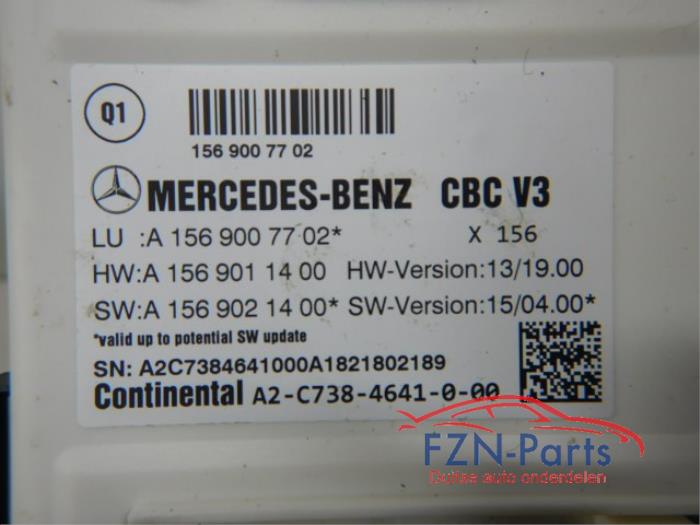 Q1
156 900 77 02
MERCEDES-BENZ CBC V3
LU :A 156 900 77 02* X 156
HW:A 156 901 14 00 HW-Version:13/19.00
SW:A 156 902 14 00* SW-Version:15/04.00*
*valid up to potential SW update
SN: A2C7384641000A1821802189
Continental A2-C738-4641-0-00
FZN-Parts
Duitse auto onderdelen